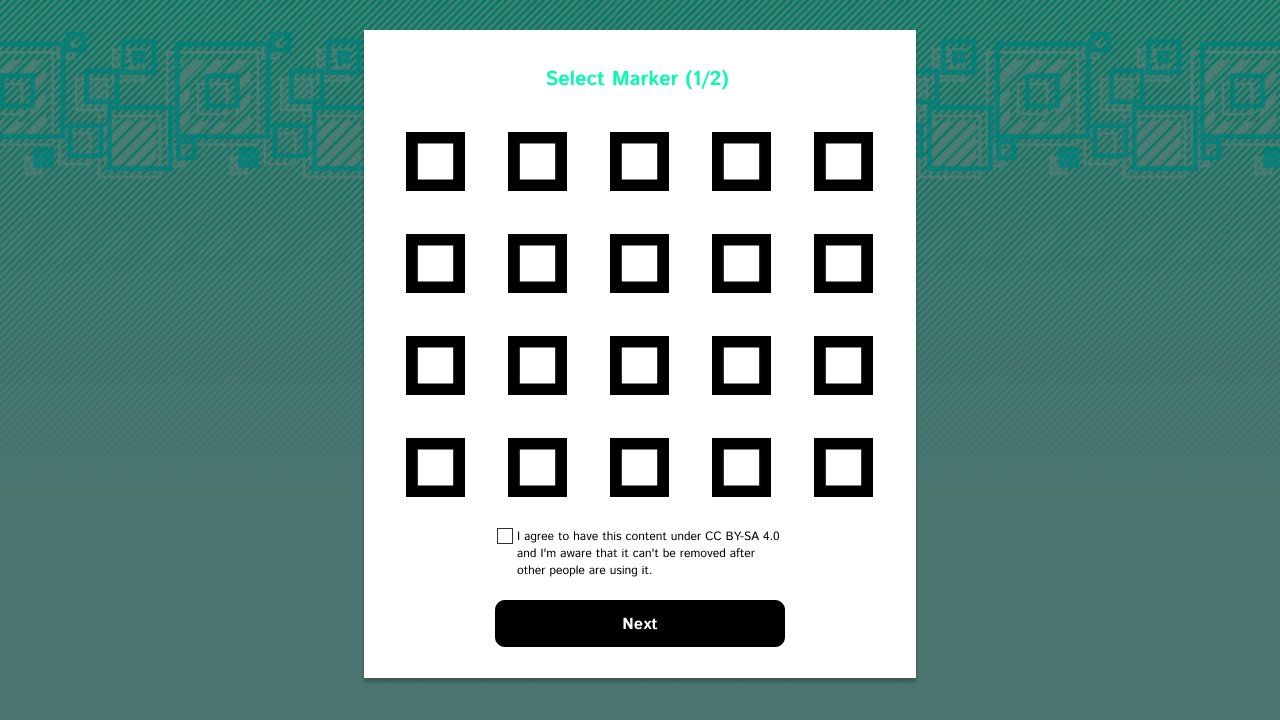 Select Marker (1/2)
I agree to have this content under CC BY-SA 4.0
and I'm aware that it can't be removed after
other people are using it.
Next